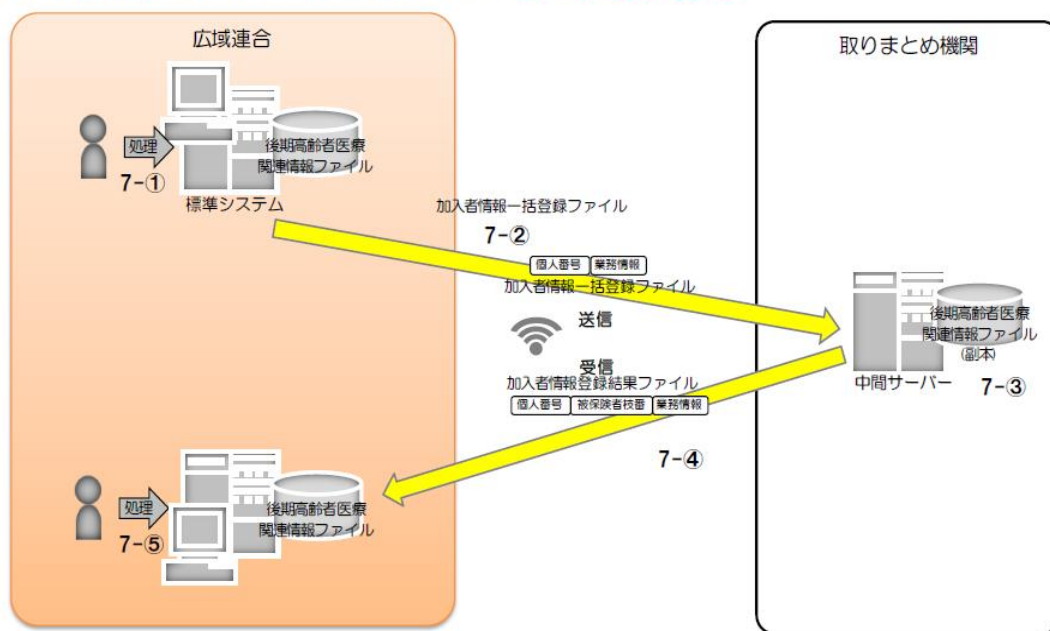 広域連合
取りまとめ機関
処理
7-①
後期高齢者医療
関連情報ファイル
標準システム
加入者情報一括登録ファイル
7-②
個人番号 業務情報
加入者情報一括登録ファイル
送信
後期高齢者医療
関連情報ファイル
(副本)
中間サーバー
7-③
受信
加入者情報登録結果ファイル
個人番号 被保険者枝番 業務情報
7-④
処理
7-⑤
後期高齢者医療
関連情報ファイル